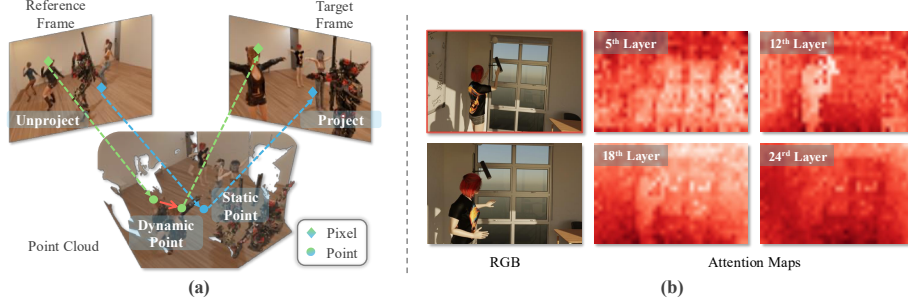 Reference
Frame
Target
Frame
Unproject
Project
Static
Point
Dynamic
Point
Point Cloud
Pixel
Point
(a)
5th Layer
12th Layer
18th Layer
24rd Layer
RGB
Attention Maps
(b)